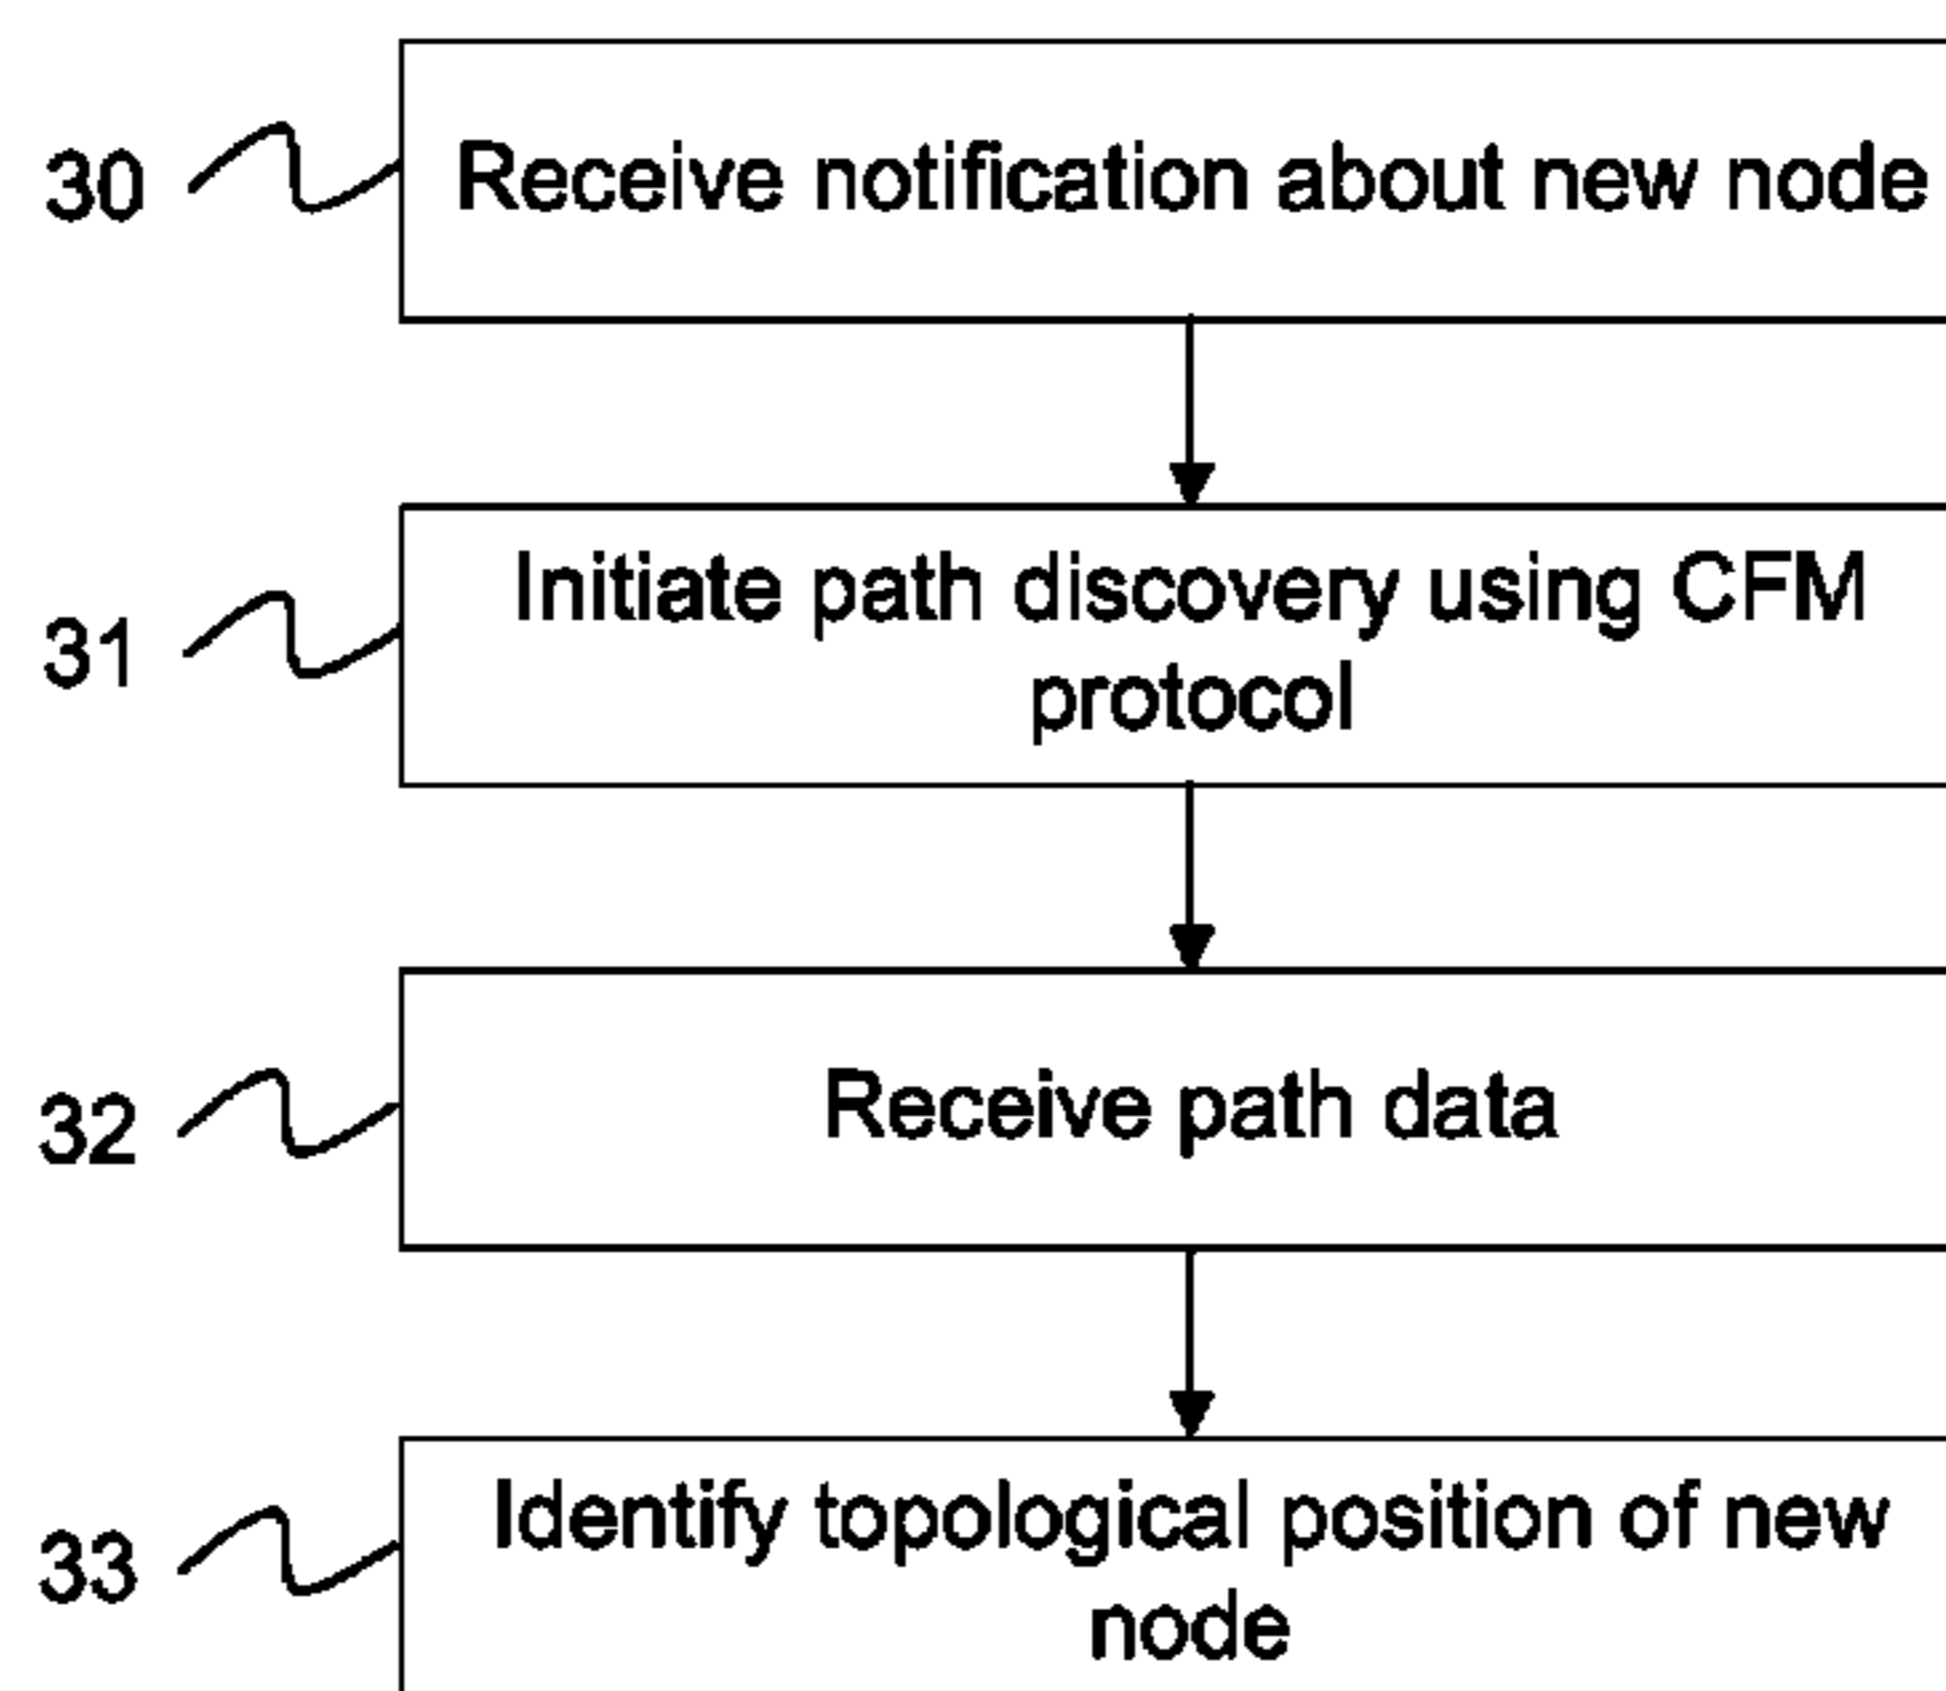 30
Receive notification about new node
31
Initiate path discovery using CFM
protocol
32
Receive path data
33
Identify topological position of new
node